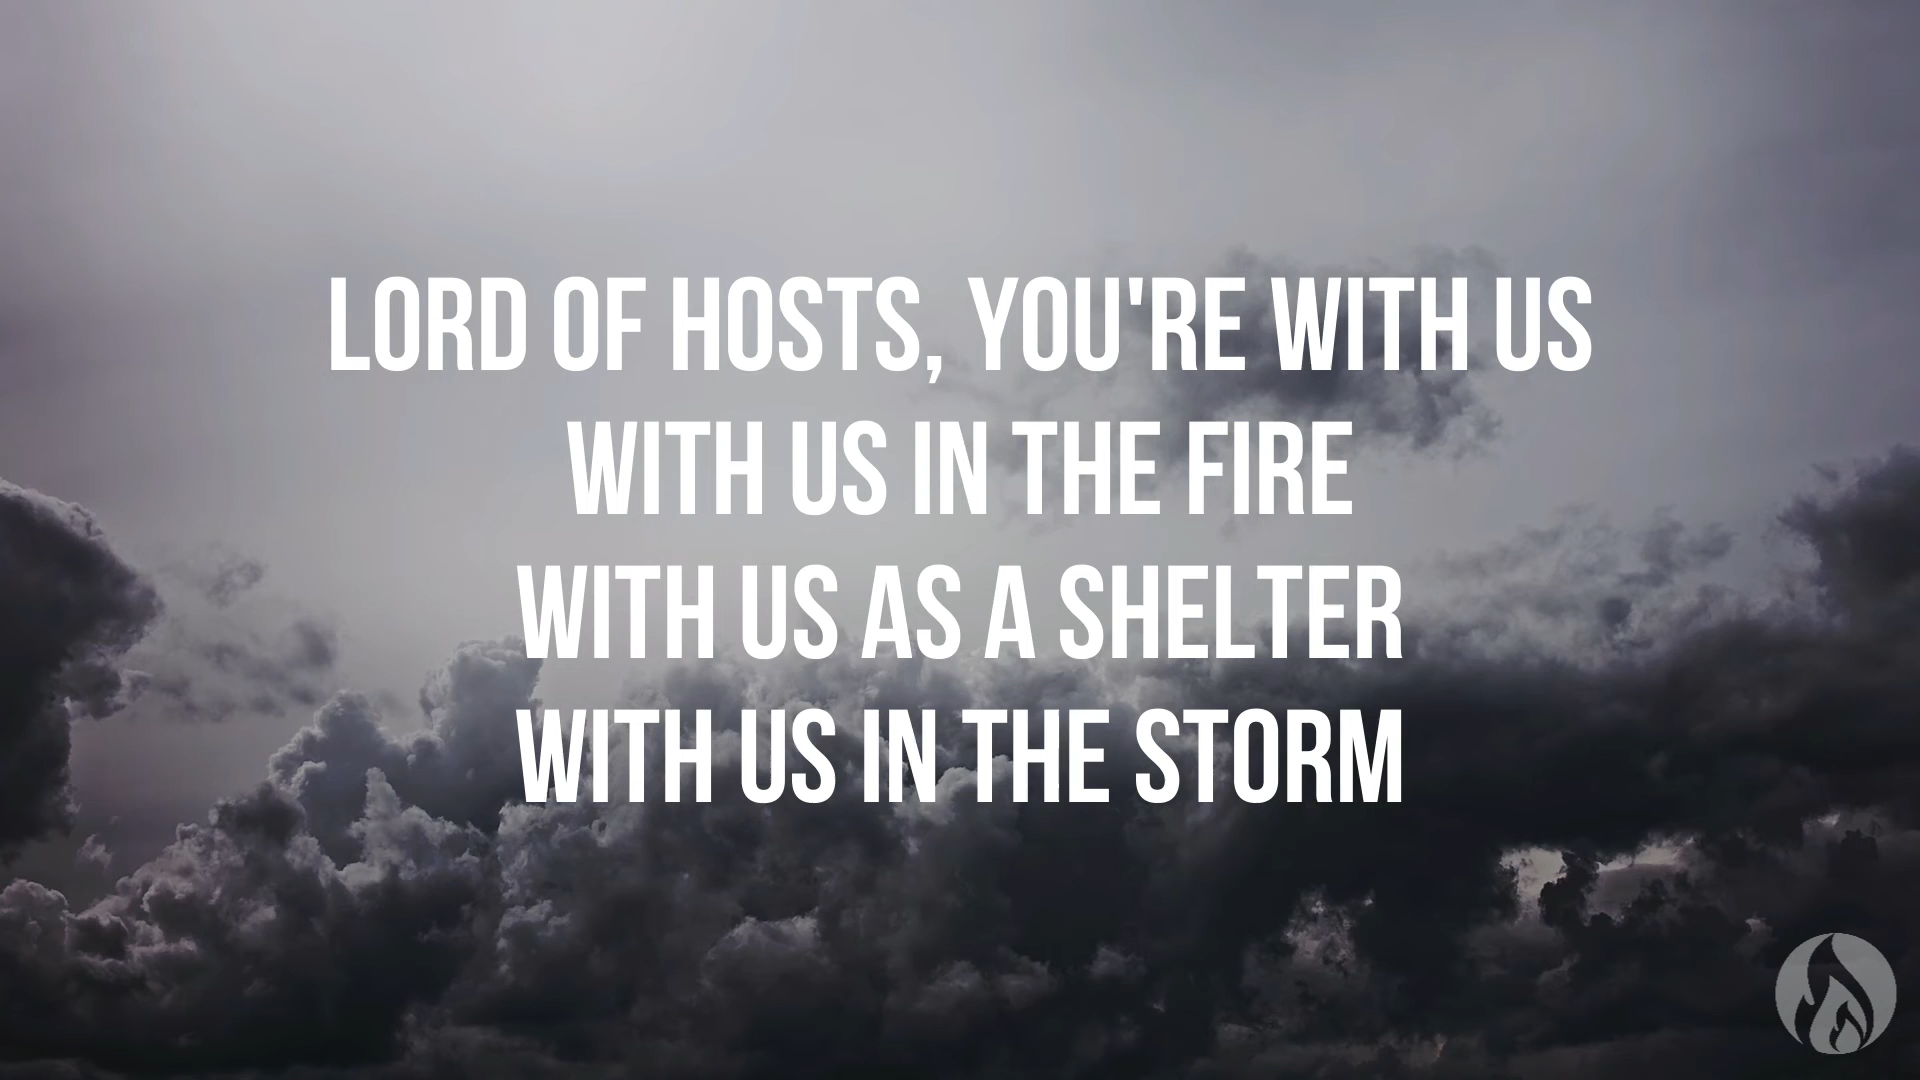 LORD OF HOSTS, YOU'RE WITH US
WITH US IN THE FIRE
WITH US AS A SHELTER
WITH US IN THE STORM